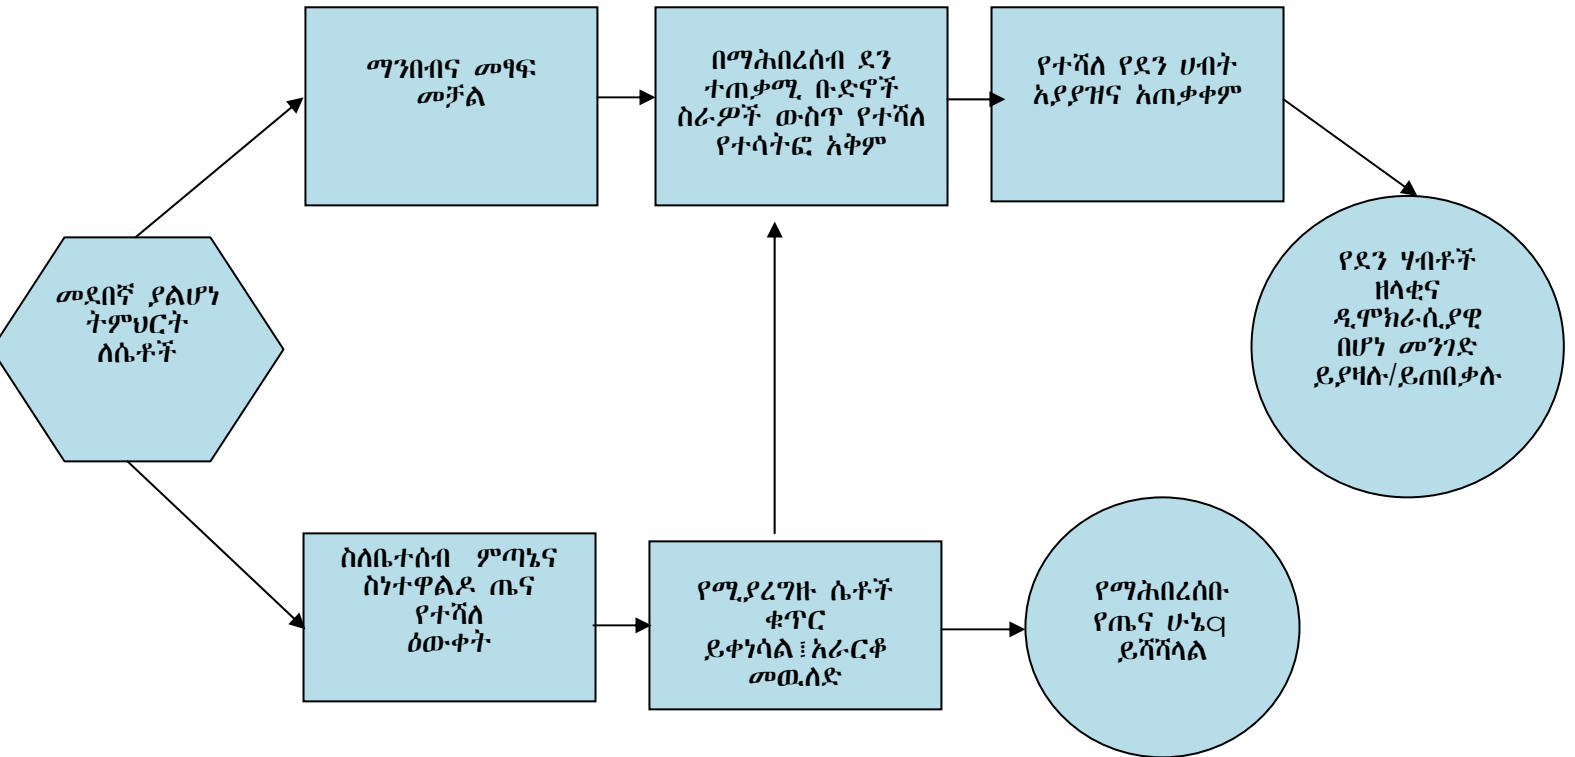 መደበኛ ያልሆነ
ትምህርት
ለሴቶች
ማንበብና መፃፍ
መቻል
በማሕበረሰብ ደን
ተጠቃሚ ቡድኖች
ስራዎች ውስጥ የተሻለ
የተሳትፎ አቅም
የተሻለ የደን ሀብት
አያያዝና አጠቃቀም
የደን ሃብቶች
ዘላቂና
ዲሞክራሲያዊ
በሆነ መንገድ
ይያዛሉ/ይጠበቃሉ
ስለቤተሰብ ምጣኔና
ስነተዋልዶ ጤና
የተሻለ
ዕውቀት
የሚያረግዙ ሴቶች
ቁጥር
ይቀነሳል፤አራርቆ
መዉለድ
የማሕበረሰቡ
የጤና ሁኔq
ይሻሻላል